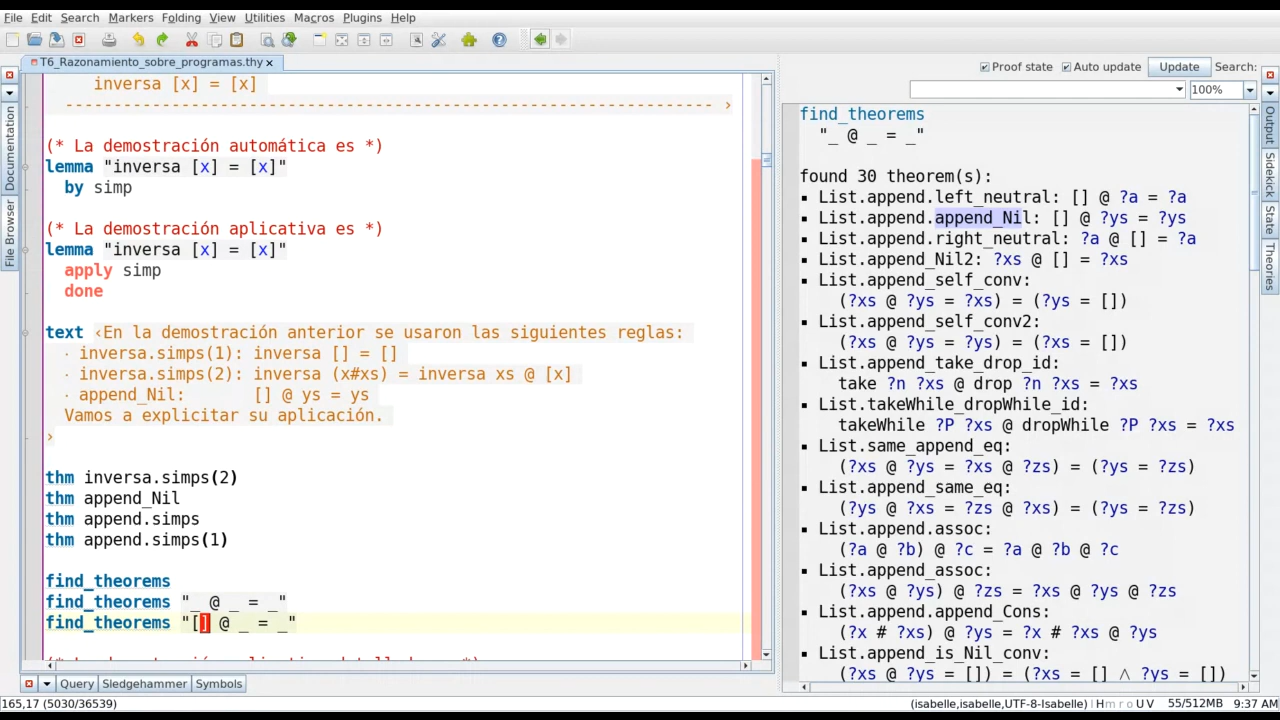 File Edit Search Markers Folding View Utilities Macros Plugins Help
T6_Razonamiento_sobre_programas.thy
Documentation
File Browser
inversa [x] = [x]
--------------------------------------------------------------------- ›
(* La demostración automática es *)
lemma "inversa [x] = [x]"
by simp
(* La demostración aplicativa es *)
lemma "inversa [x] = [x]"
apply simp
done
text ‹En la demostración anterior se usaron las siguientes reglas:
· inversa.simps(1): inversa [] = []
· inversa.simps(2): inversa (x#xs) = inversa xs @ [x]
· append_Nil:       [] @ ys = ys
Vamos a explicitar su aplicación.
›
thm inversa.simps(2)
thm append_Nil
thm append.simps
thm append.simps(1)
find_theorems
find_theorems "_ @ _ = _"
find_theorems "[] @ _ = _"
Query Sledgehammer Symbols
Proof state Auto update Update Search:
100%
find_theorems
"_ @ _ = _"
found 30 theorem(s):
▪ List.append.left_neutral: [] @ ?a = ?a
▪ List.append.append_Nil: [] @ ?ys = ?ys
▪ List.append.right_neutral: ?a @ [] = ?a
▪ List.append_Nil2: ?xs @ [] = ?xs
▪ List.append_self_conv:
(?xs @ ?ys = ?xs) = (?ys = [])
▪ List.append_self_conv2:
(?xs @ ?ys = ?ys) = (?xs = [])
▪ List.append_take_drop_id:
take ?n ?xs @ drop ?n ?xs = ?xs
▪ List.takeWhile_dropWhile_id:
takeWhile ?P ?xs @ dropWhile ?P ?xs = ?xs
▪ List.same_append_eq:
(?xs @ ?ys = ?xs @ ?zs) = (?ys = ?zs)
▪ List.append_same_eq:
(?ys @ ?xs = ?zs @ ?xs) = (?ys = ?zs)
▪ List.append.assoc:
(?a @ ?b) @ ?c = ?a @ ?b @ ?c
▪ List.append_assoc:
(?xs @ ?ys) @ ?zs = ?xs @ ?ys @ ?zs
▪ List.append.append_Cons:
(?x # ?xs) @ ?ys = ?x # ?xs @ ?ys
▪ List.append_is_Nil_conv:
(?xs @ ?ys = []) = (?xs = [] ∧ ?ys = [])
Output
Sidekick
State
Theories
165,17 (5030/36539)
(isabelle,isabelle,UTF-8-Isabelle) H m r o U V 55/512MB 9:37 AM